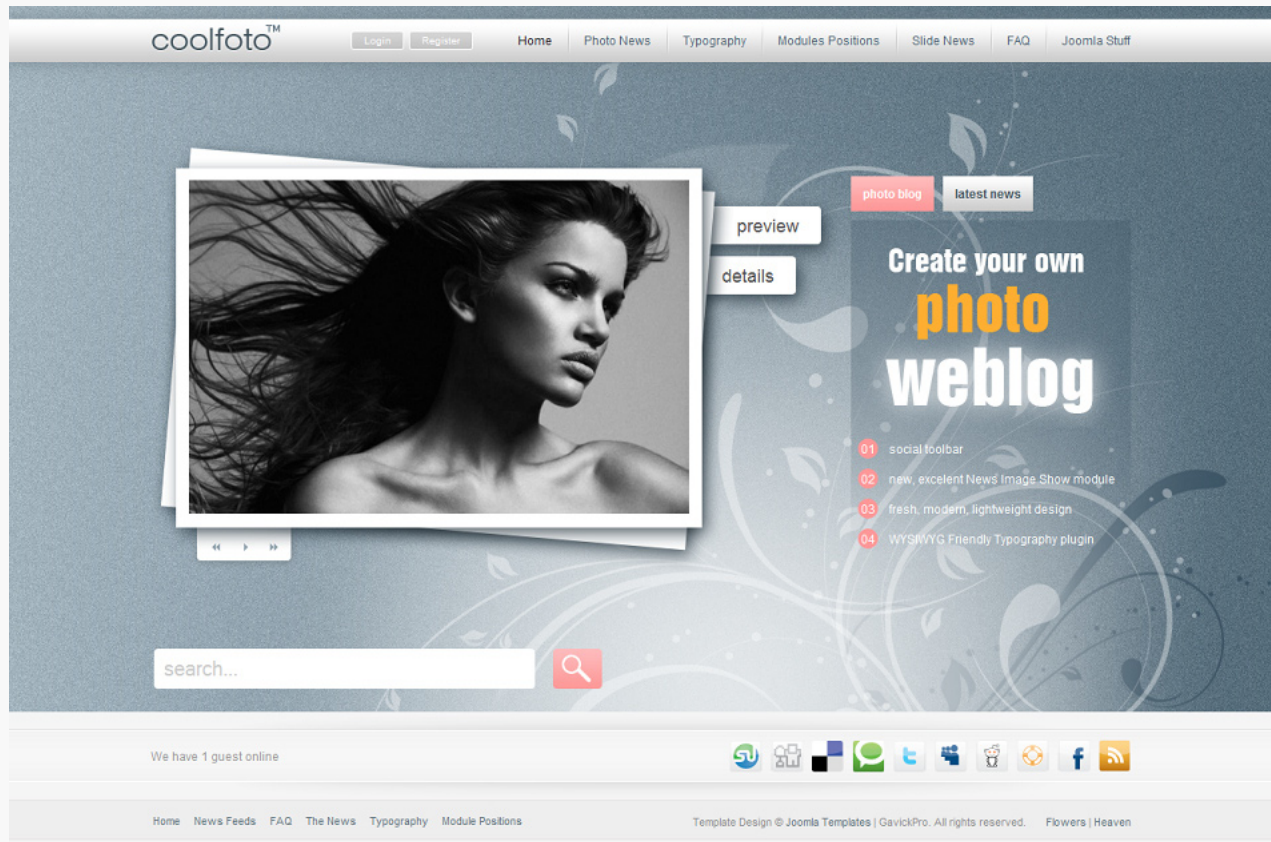 coolfoto™ Login Register Home Photo News Typography Modules Positions Slide News FAQ Joomla Stuff
preview
details
photo blog latest news
Create your own
photo
weblog
01 social toolbar
02 new, excelent News Image Show module
03 fresh, modern, lightweight design
04 WYSIWYG Friendly Typography plugin
search...
We have 1 guest online
Home News Feeds FAQ The News Typography Module Positions Template Design © Joomla Templates | GavickPro. All rights reserved. Flowers | Heaven